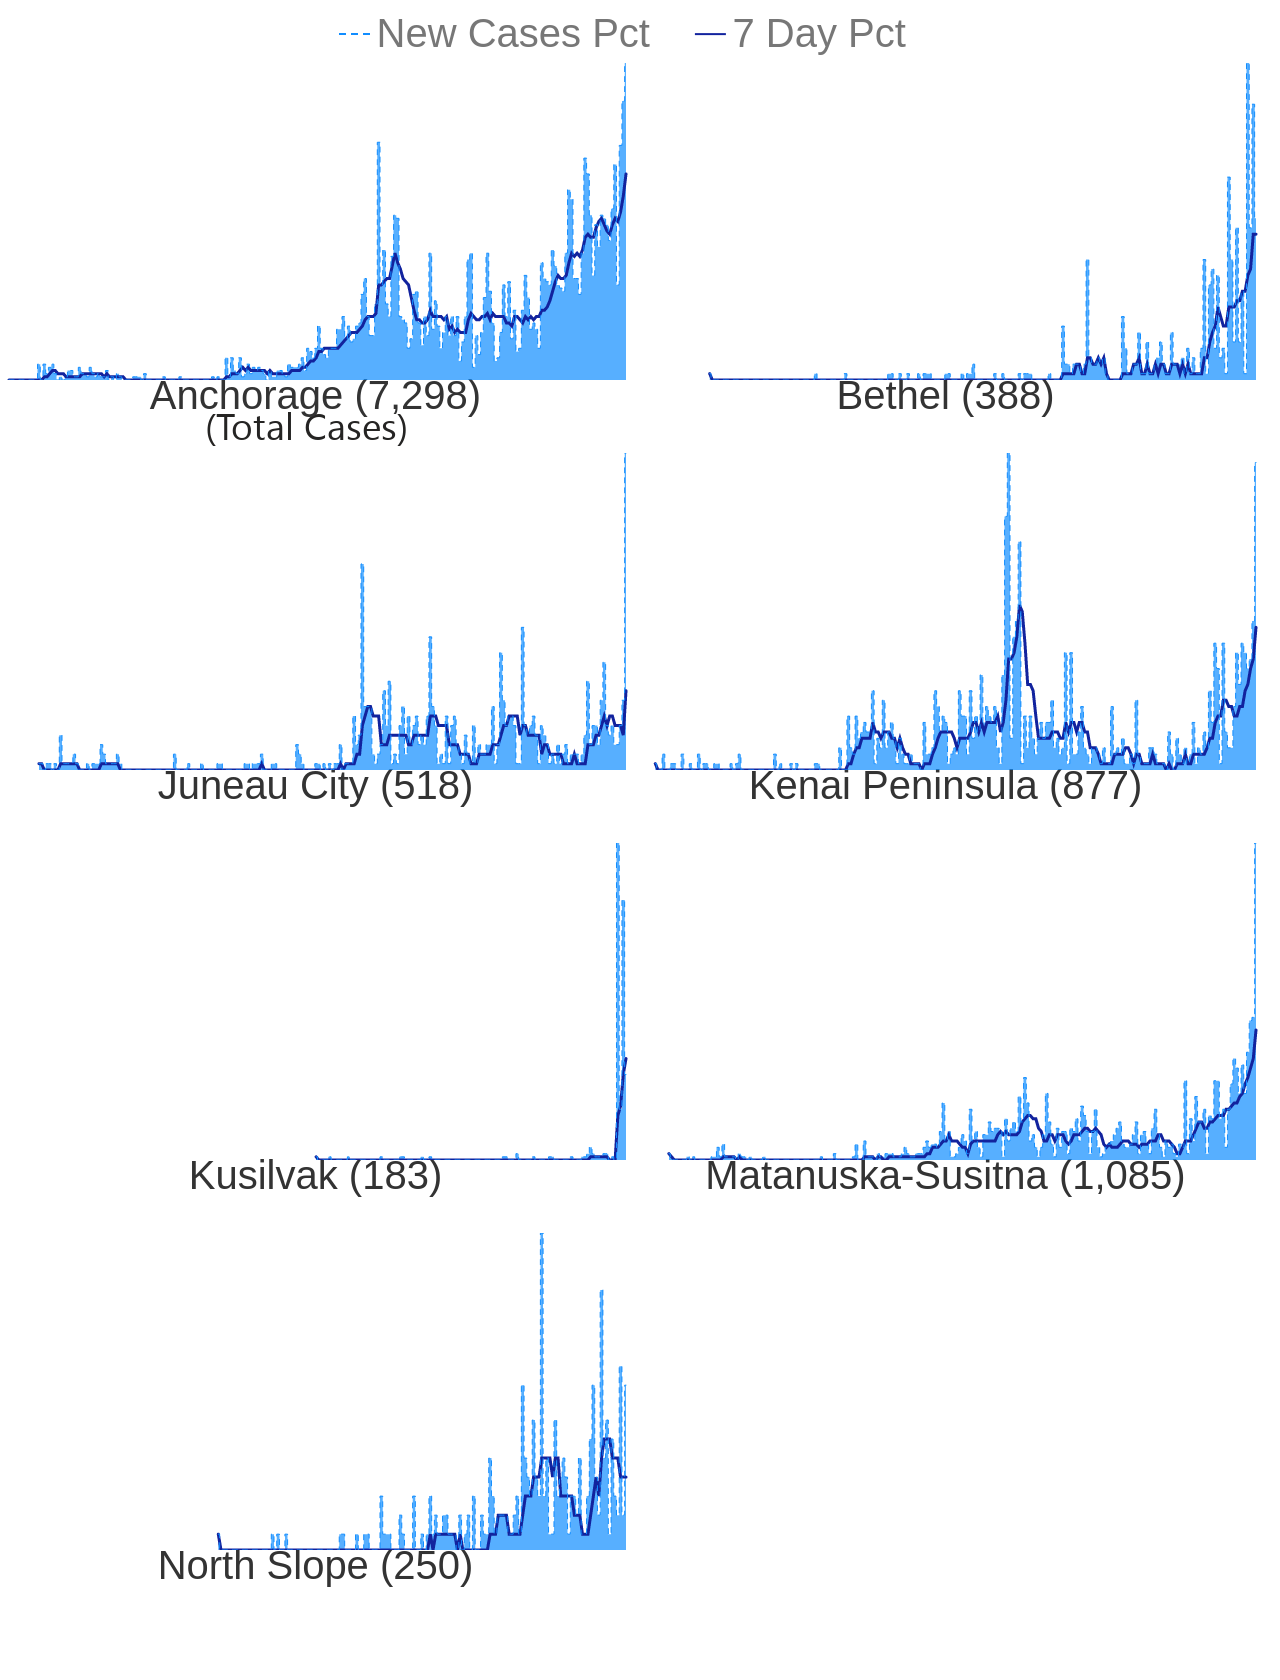 New Cases Pct 7 Day Pct
Anchorage (7,298)
(Total Cases)
Bethel (388)
Juneau City (518)
Kenai Peninsula (877)
Kusilvak (183)
Matanuska-Susitna (1,085)
North Slope (250)